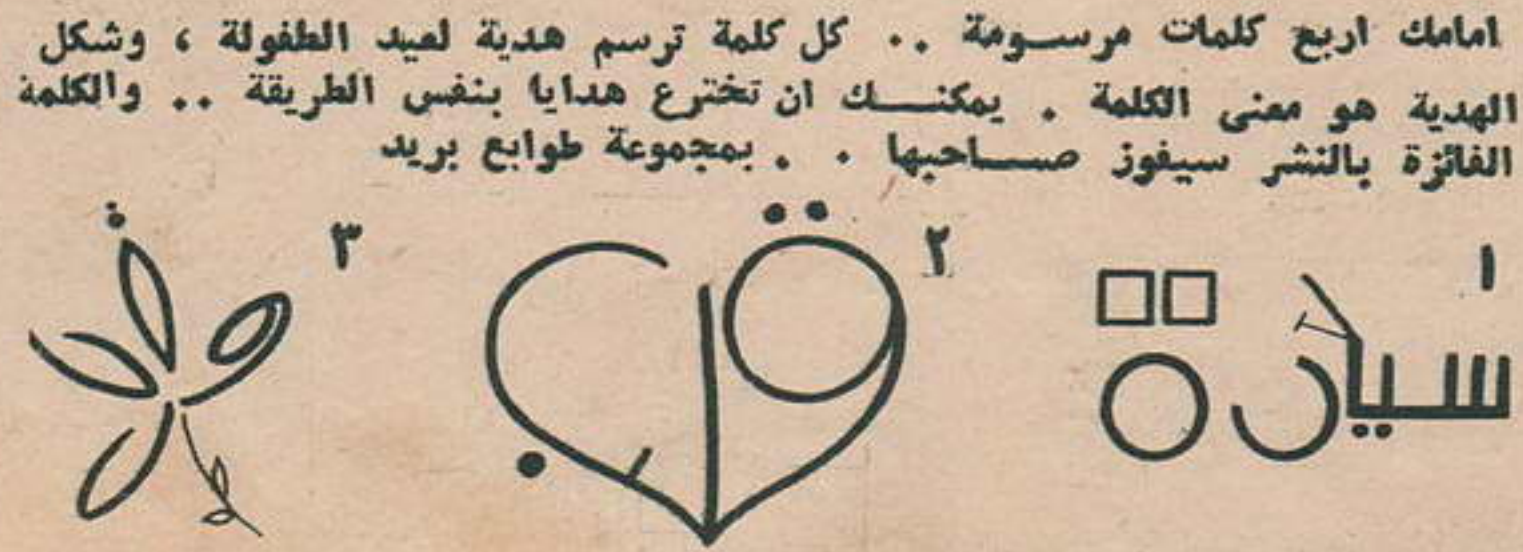 امامك اربع كلمات مرسومة .. كل كلمة ترسم هدية لعيد الطفولة ، وشكل
الهدية هو معنى الكلمة . يمكنك ان تخترع هدايا بنفس الطريقة .. والكلمة
الفائزة بالنشر سيفوز صاحبها . . بمجموعة طوابع بريد
١
سيارة
٢
قلب
٣